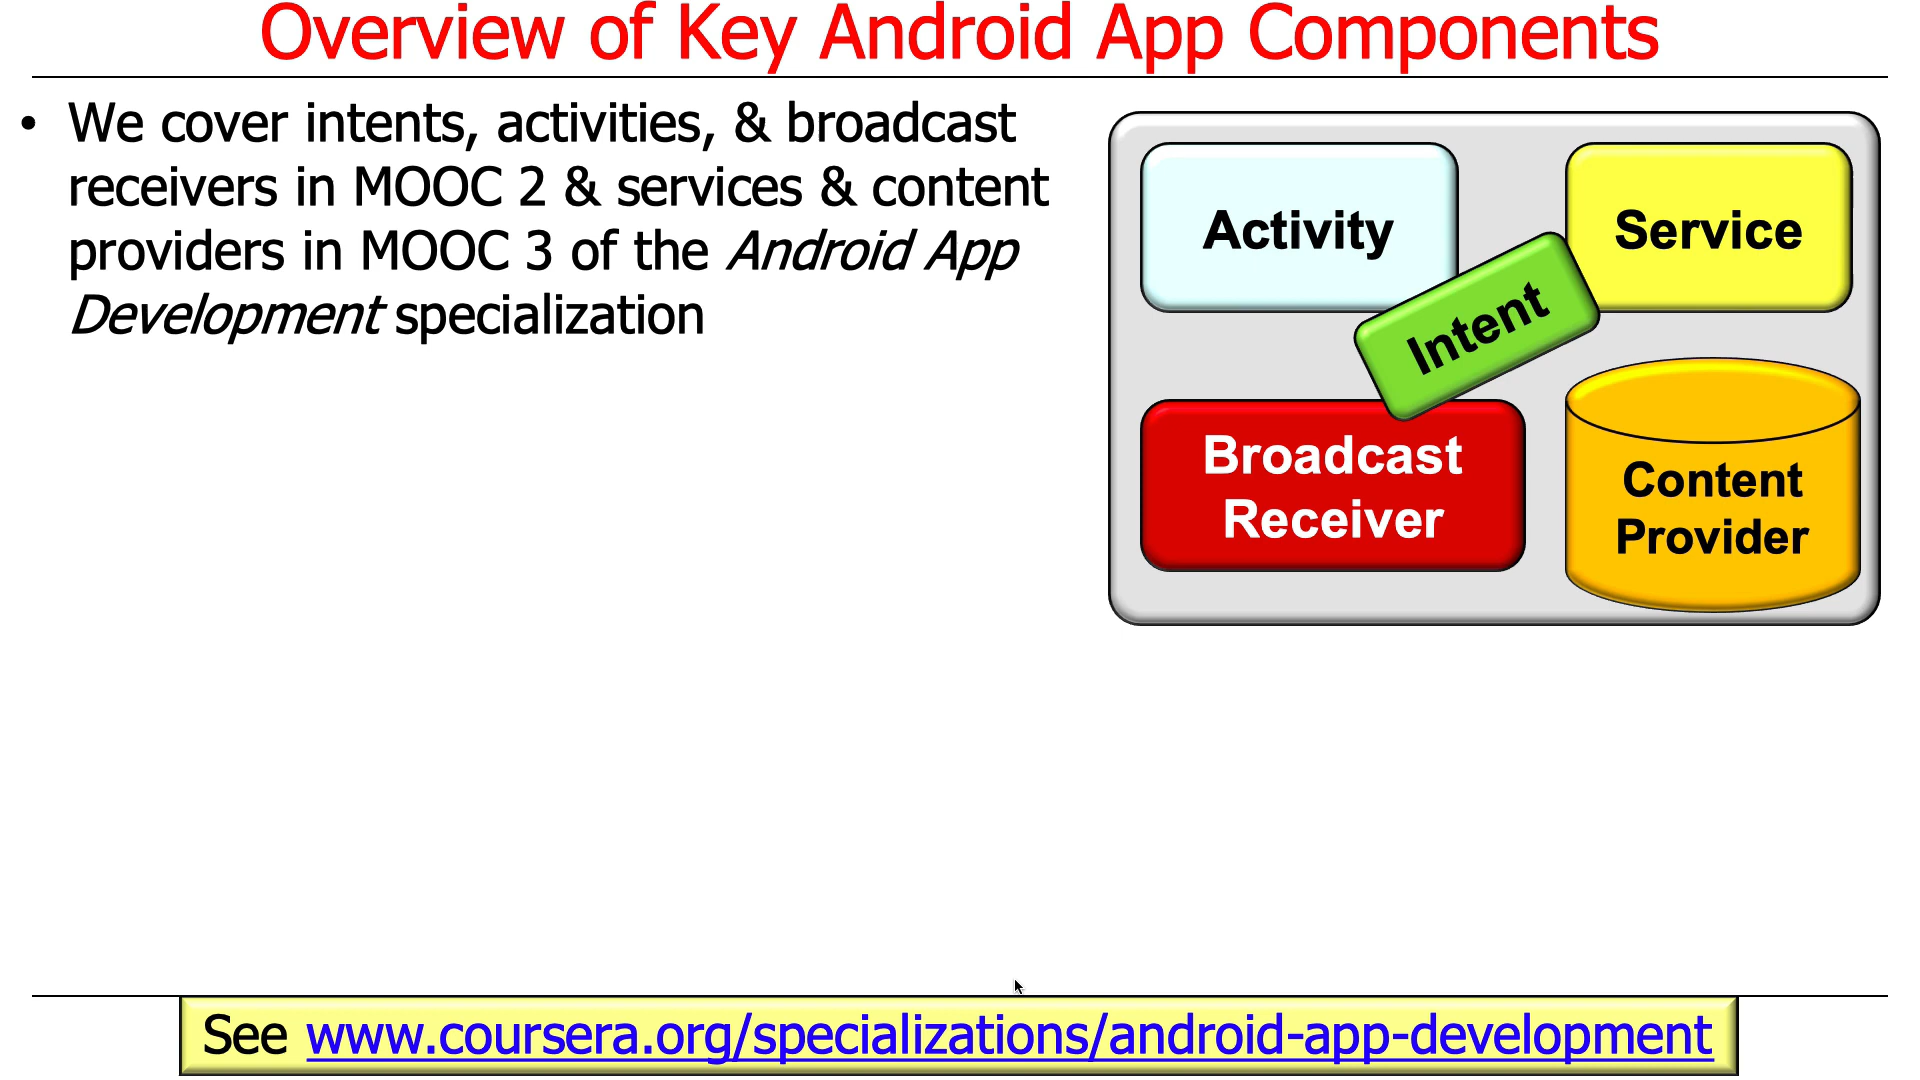 Overview of Key Android App Components
• We cover intents, activities, & broadcast
receivers in MOOC 2 & services & content
providers in MOOC 3 of the Android App
Development specialization
Activity
Service
Intent
Broadcast
Receiver
Content
Provider
See www.coursera.org/specializations/android-app-development